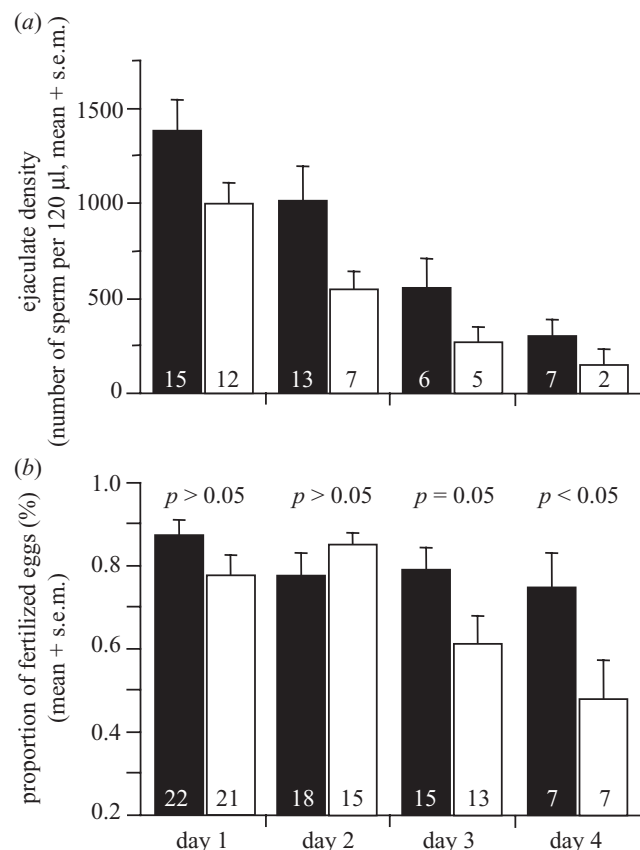 (a)
ejaculate density
(number of sperm per 120 µl, mean + s.e.m.)
1500
1000
500
0
15 12 13 7 6 5 7 2
(b)
proportion of fertilized eggs (%)
(mean + s.e.m.)
1.0
0.8
0.6
0.4
0.2
p > 0.05 p > 0.05 p = 0.05 p < 0.05
22 21 18 15 15 13 7 7
day 1 day 2 day 3 day 4